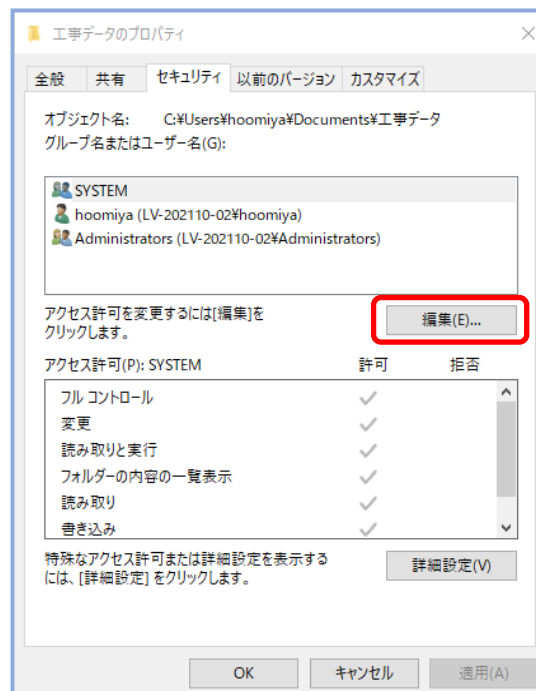 工事データのプロパティ
全般 共有 セキュリティ 以前のバージョン カスタマイズ
オブジェクト名: C:¥Users¥hoomiya¥Documents¥工事データ
グループ名またはユーザー名(G):
SYSTEM
hoomiya (LV-202110-02¥hoomiya)
Administrators (LV-202110-02¥Administrators)
アクセス許可を変更するには[編集]を
クリックします。
編集(E)...
アクセス許可(P): SYSTEM 許可 拒否
フル コントロール
変更
読み取りと実行
フォルダーの内容の一覧表示
読み取り
書き込み
特殊なアクセス許可または詳細設定を表示する
には、[詳細設定] をクリックします。
詳細設定(V)
OK キャンセル 適用(A)